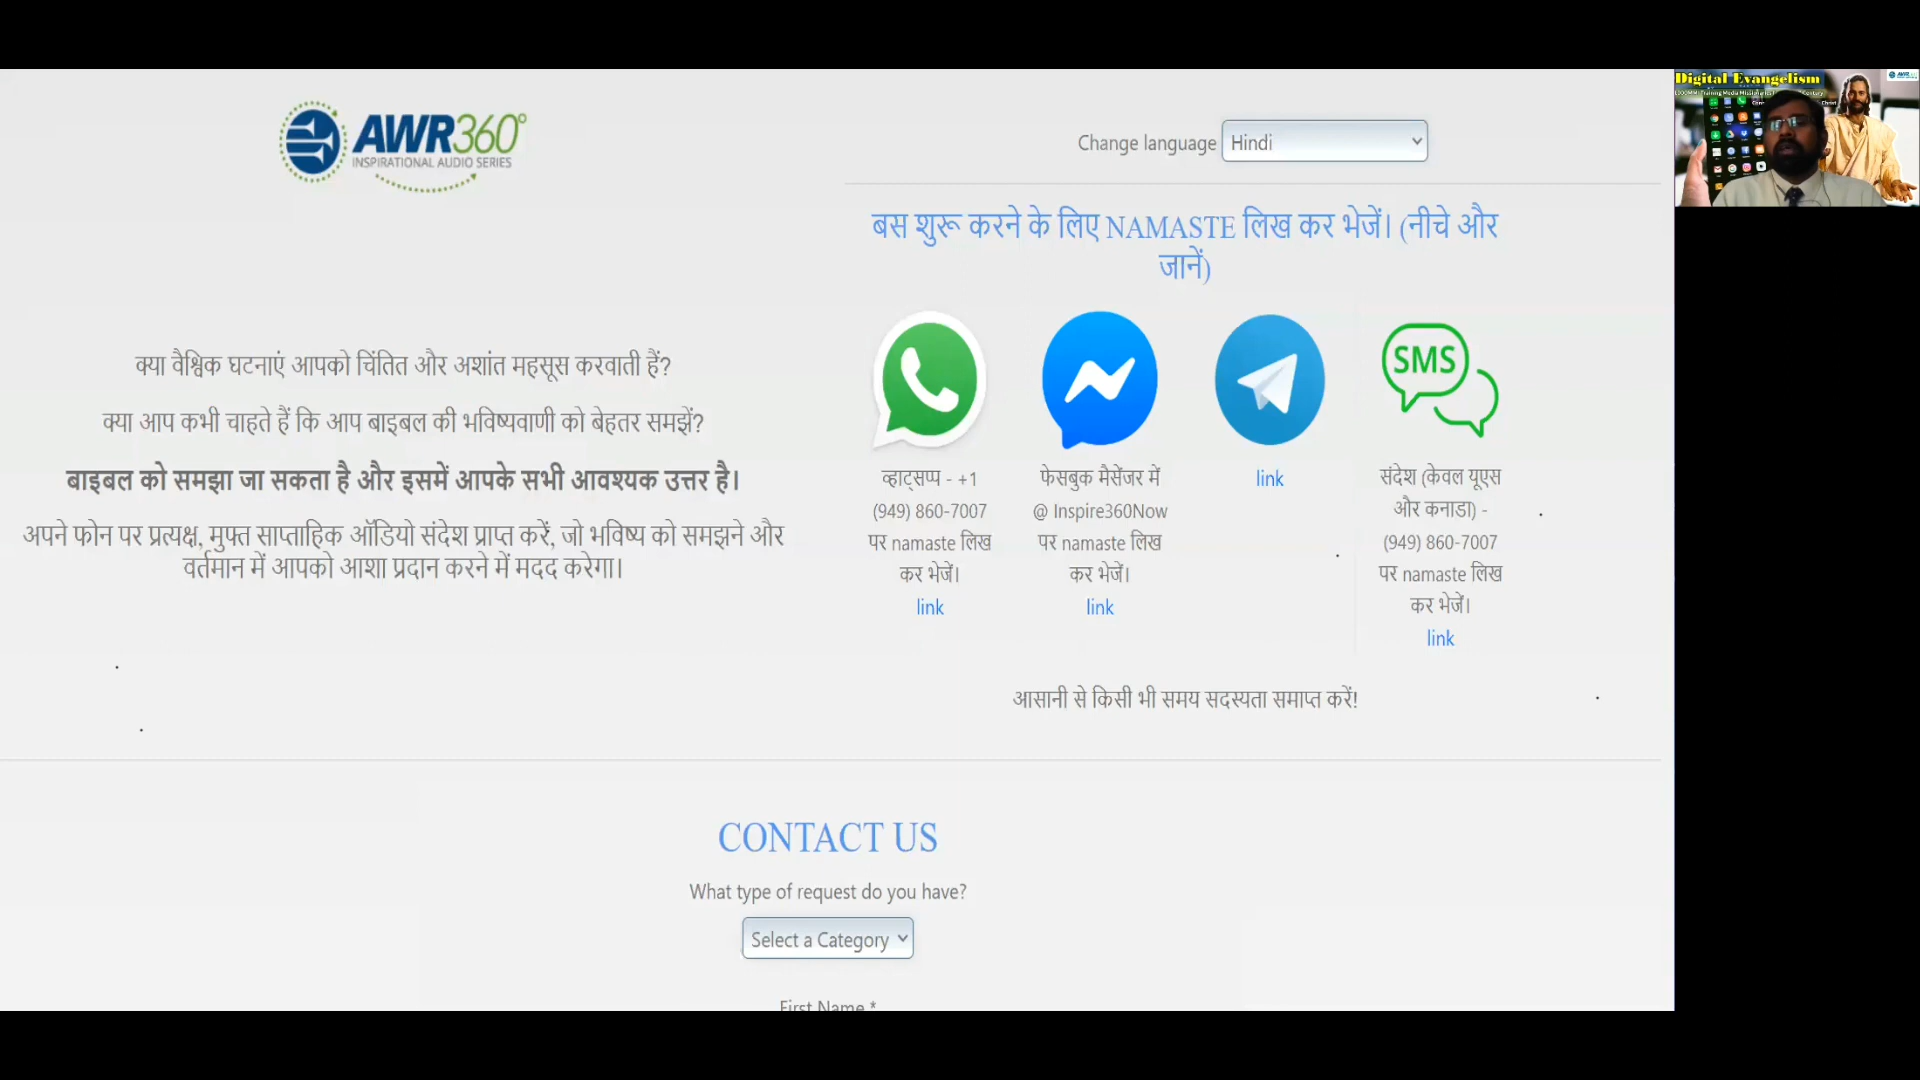 AWR360°
INSPIRATIONAL AUDIO SERIES
Change language Hindi
बस शुरू करने के लिए NAMASTE लिख कर भेजें। (नीचे और
जानें)
क्या वैश्विक घटनाएं आपको चिंतित और अशांत महसूस करवाती हैं?
क्या आप कभी चाहते हैं कि आप बाइबल की भविष्यवाणी को बेहतर समझें?
बाइबल को समझा जा सकता है और इसमें आपके सभी आवश्यक उत्तर है।
अपने फोन पर प्रत्यक्ष, मुफ्त साप्ताहिक ऑडियो संदेश प्राप्त करें, जो भविष्य को समझने और
वर्तमान में आपको आशा प्रदान करने में मदद करेगा।
व्हाट्सप्प - +1
(949) 860-7007
पर namaste लिख
कर भेजें।
link
फेसबुक मैसेंजर में
@ Inspire360Now
पर namaste लिख
कर भेजें।
link
link
SMS
संदेश (केवल यूएस
और कनाडा) -
(949) 860-7007
पर namaste लिख
कर भेजें।
link
आसानी से किसी भी समय सदस्यता समाप्त करें!
CONTACT US
What type of request do you have?
Select a Category
First Name *
Digital Evangelism